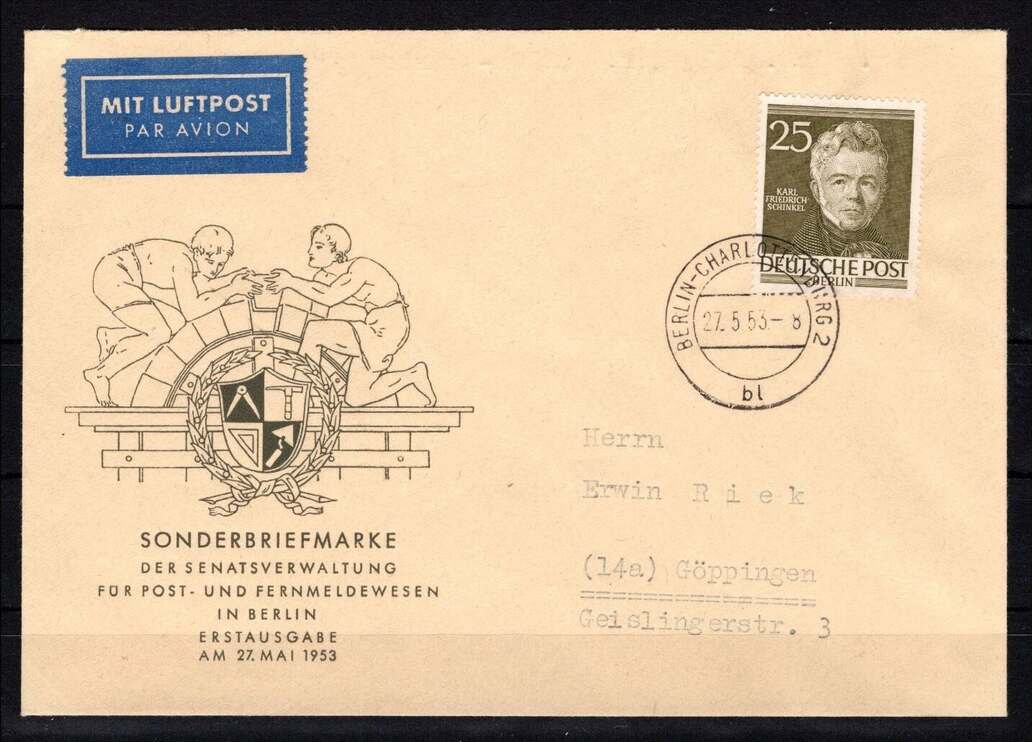 MIT LUFTPOST
PAR AVION
25
KARL
FRIEDRICH
SCHINKEL
DEUTSCHE POST
BERLIN
BERLIN-CHARLOTTENBURG 2
27.5.53.-8
bl
Herrn
Erwin Riek
(14a) Göppingen
Geislingerstr. 3
SONDERBRIEFMARKE
DER SENATSVERWALTUNG
FÜR POST- UND FERNMELDEWESEN
IN BERLIN
ERSTAUSGABE
AM 27. MAI 1953